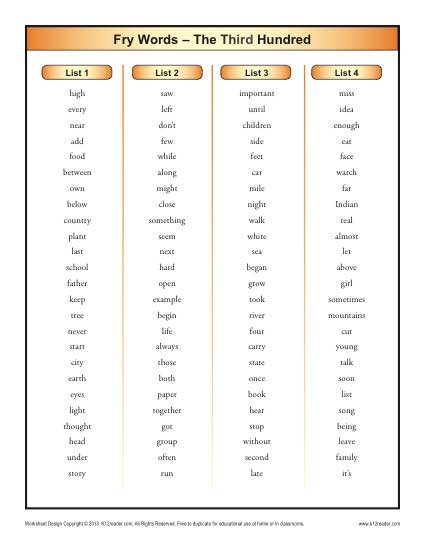 Fry Words – The Third Hundred
List 1 List 2 List 3 List 4
high saw important miss
every left until idea
near don't children enough
add few side eat
food while feet face
between along car watch
own might mile far
below close night Indian
country something walk teal
plant seem white almost
last next sea let
school hard began above
father open grow girl
keep example took sometimes
tree begin river mountains
never life four cut
start always carry young
city those state talk
earth both once soon
eyes paper book list
light together hear song
thought got stop being
head group without leave
under often second family
story run late it's
Worksheet Design Copyright © 2013 K12reader.com. All Rights Reserved. Free to duplicate for educational use at home or in classrooms. www.k12reader.com